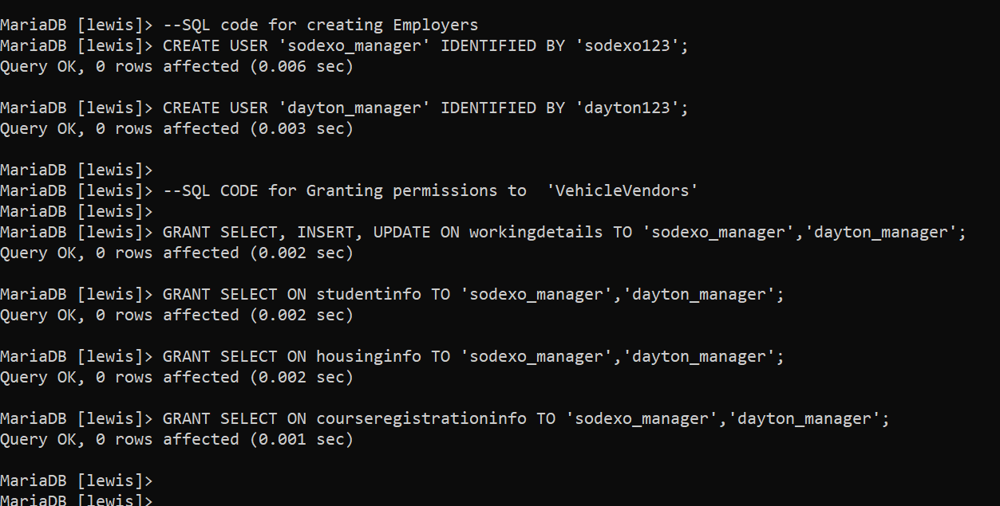 MariaDB [lewis]> --SQL code for creating Employers
MariaDB [lewis]> CREATE USER 'sodexo_manager' IDENTIFIED BY 'sodexo123';
Query OK, 0 rows affected (0.006 sec)
MariaDB [lewis]> CREATE USER 'dayton_manager' IDENTIFIED BY 'dayton123';
Query OK, 0 rows affected (0.003 sec)
MariaDB [lewis]>
MariaDB [lewis]> --SQL CODE for Granting permissions to  'VehicleVendors'
MariaDB [lewis]>
MariaDB [lewis]> GRANT SELECT, INSERT, UPDATE ON workingdetails TO 'sodexo_manager','dayton_manager';
Query OK, 0 rows affected (0.002 sec)
MariaDB [lewis]> GRANT SELECT ON studentinfo TO 'sodexo_manager','dayton_manager';
Query OK, 0 rows affected (0.002 sec)
MariaDB [lewis]> GRANT SELECT ON housinginfo TO 'sodexo_manager','dayton_manager';
Query OK, 0 rows affected (0.002 sec)
MariaDB [lewis]> GRANT SELECT ON courseregistrationinfo TO 'sodexo_manager','dayton_manager';
Query OK, 0 rows affected (0.001 sec)
MariaDB [lewis]>
MariaDB [lewis]>